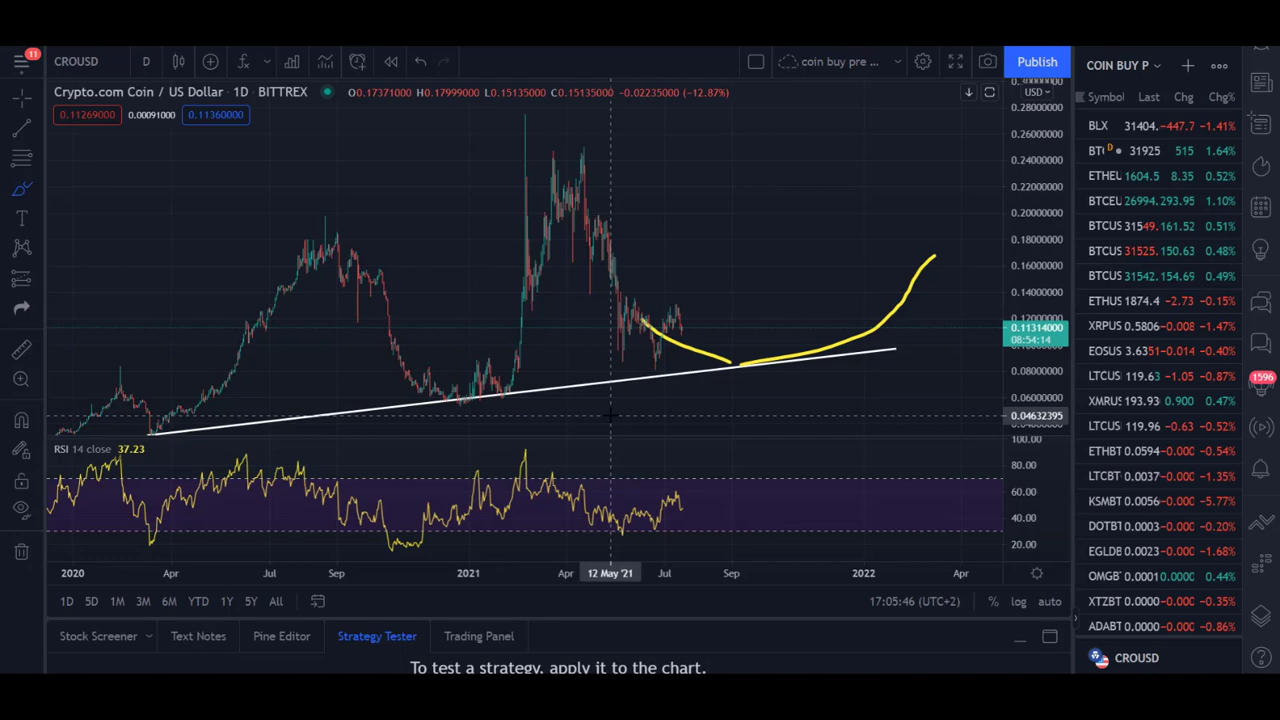 11
CROUSD D coin buy pre ... Publish
COIN BUY P
Crypto.com Coin / US Dollar · 1D · BITTREX O0.17371000 H0.17999000 L0.15135000 C0.15135000 -0.02235000 (-12.87%)
0.11269000 0.00091000 0.11360000
USD
0.28000000
0.24000000
0.22000000
0.20000000
0.18000000
0.16000000
0.14000000
0.12000000
0.11314000
08:54:14
0.08000000
0.06000000
0.04632395
RSI 14 close 37.23
100.00
80.00
60.00
40.00
20.00
2020 Apr Jul Sep 2021 Apr 12 May '21 Jul Sep 2022 Apr
1D 5D 1M 3M 6M YTD 1Y 5Y All 17:05:46 (UTC+2) % log auto
Stock Screener Text Notes Pine Editor Strategy Tester Trading Panel
To test a strategy, apply it to the chart.
Symbol Last Chg Chg%
BLX 31404. -447.7 -1.41%
BTC D 31925 515 1.64%
ETHEU 1604.5 8.35 0.52%
BTCEU 26994. 293.95 1.10%
BTCUS 31549. 161.52 0.51%
BTCUS 31525. 150.63 0.48%
BTCUS 31542. 154.69 0.49%
ETHUS 1874.4 -2.73 -0.15%
XRPUS 0.5806 -0.008 -1.47%
EOSUS 3.6351 -0.014 -0.40%
LTCUS 119.63 -1.05 -0.87%
XMRUS 193.93 0.900 0.47%
LTCUS 119.96 -0.63 -0.52%
ETHBT 0.0594 -0.000 -0.54%
LTCBT 0.0037 -0.000 -1.35%
KSMBT 0.0056 -0.000 -5.77%
DOTBT 0.0003 -0.000 -0.20%
EGLDB 0.0023 -0.000 -1.68%
OMGB 0.0001 0.0000 0.44%
XTZBT 0.0000 -0.000 -0.35%
ADABT 0.0000 -0.000 -0.86%
CROUSD
1596